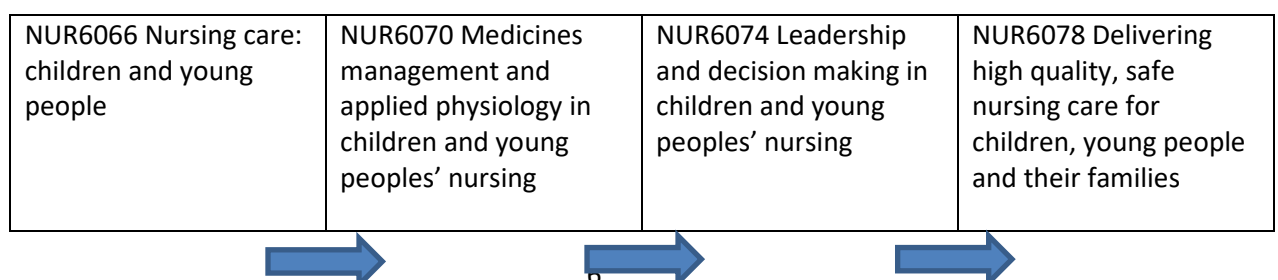 NUR6066 Nursing care:
children and young
people
NUR6070 Medicines
management and
applied physiology in
children and young
peoples’ nursing
NUR6074 Leadership
and decision making in
children and young
peoples’ nursing
NUR6078 Delivering
high quality, safe
nursing care for
children, young people
and their families